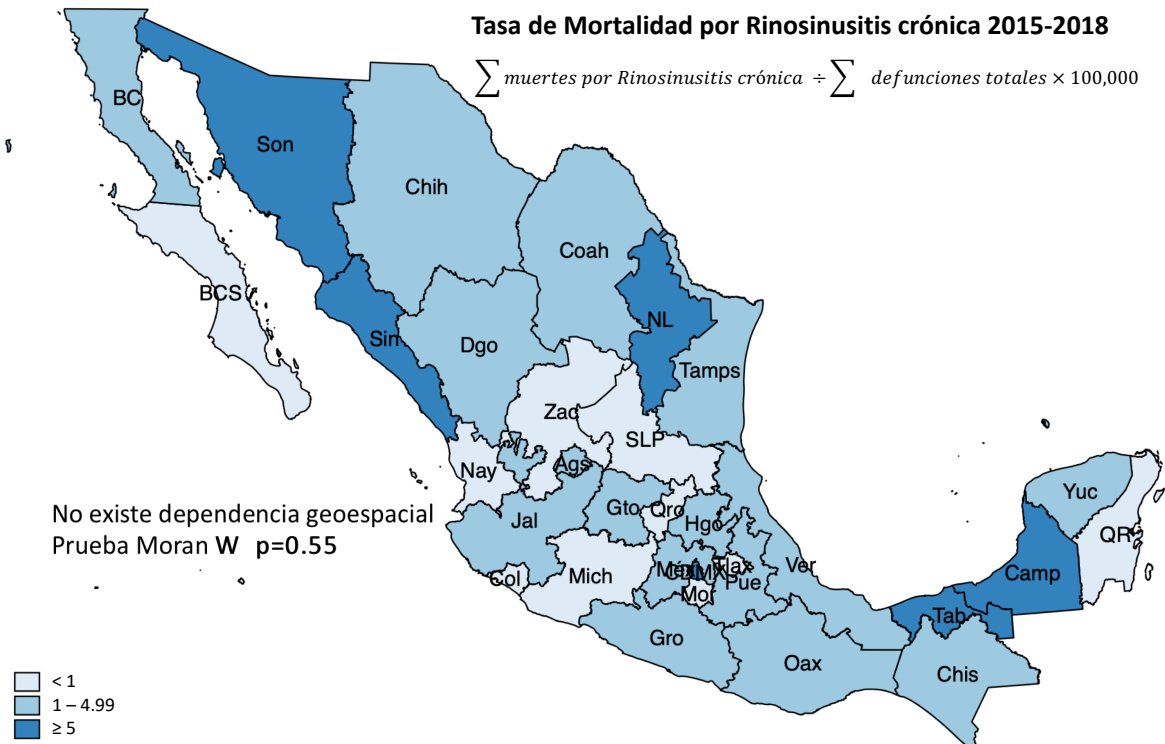 Tasa de Mortalidad por Rinosinusitis crónica 2015-2018
∑ muertes por Rinosinusitis crónica ÷ ∑ defunciones totales × 100,000
BC
Son
Chih
Coah
BCS
NL
Sin
Dgo
Tamps
Zac
SLP
Nay
Ags
Yuc
No existe dependencia geoespacial
Prueba Moran W p=0.55
Jal
Gto
Qro
Hgo
QR
Col
Mich
Méx
CDMX
Tlax
Ver
Camp
Mor
Pue
Tab
Gro
Oax
Chis
< 1
1 – 4.99
≥ 5